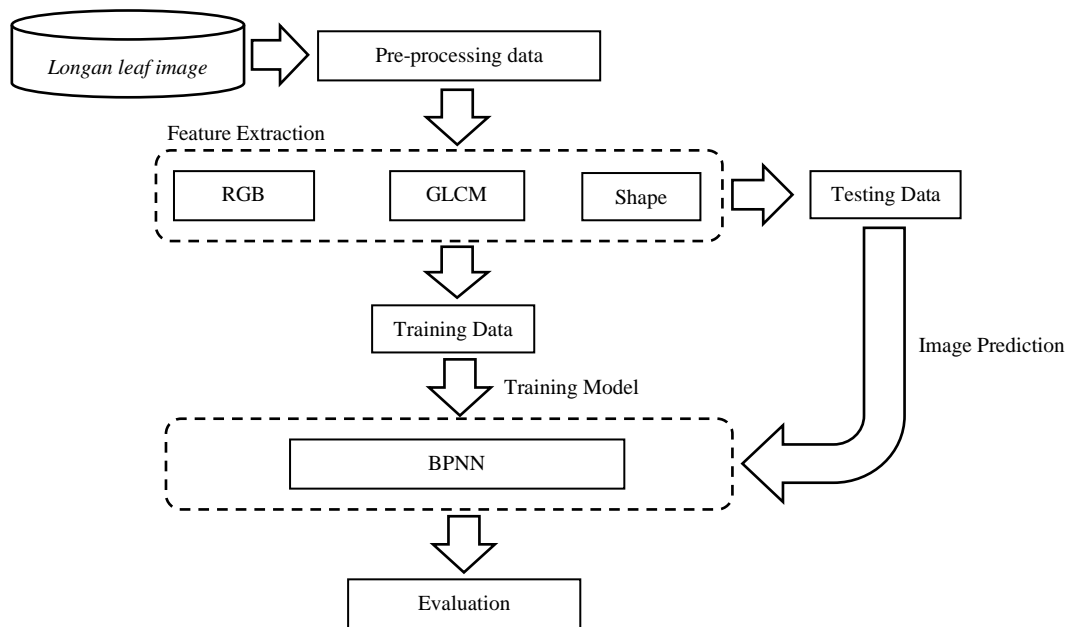 Longan leaf image
Pre-processing data
Feature Extraction
RGB
GLCM
Shape
Testing Data
Training Data
Image Prediction
Training Model
BPNN
Evaluation